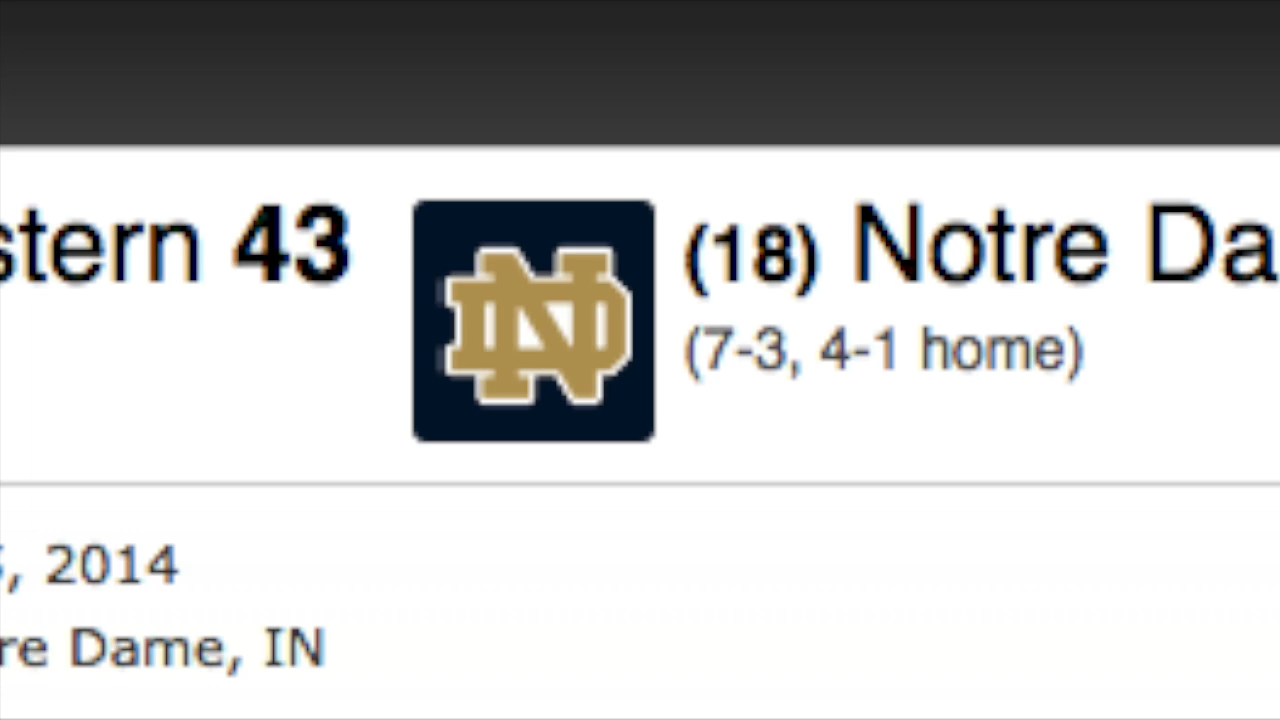 stern 43 (18) Notre Da
(7-3, 4-1 home)
, 2014
re Dame, IN